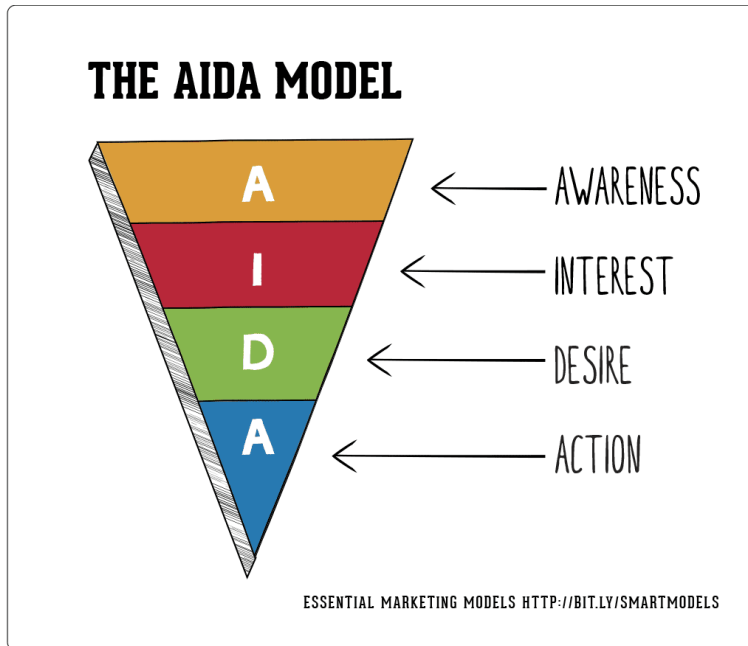 THE AIDA MODEL
A
AWARENESS
I
INTEREST
D
DESIRE
A
ACTION
ESSENTIAL MARKETING MODELS HTTP://BIT.LY/SMARTMODELS